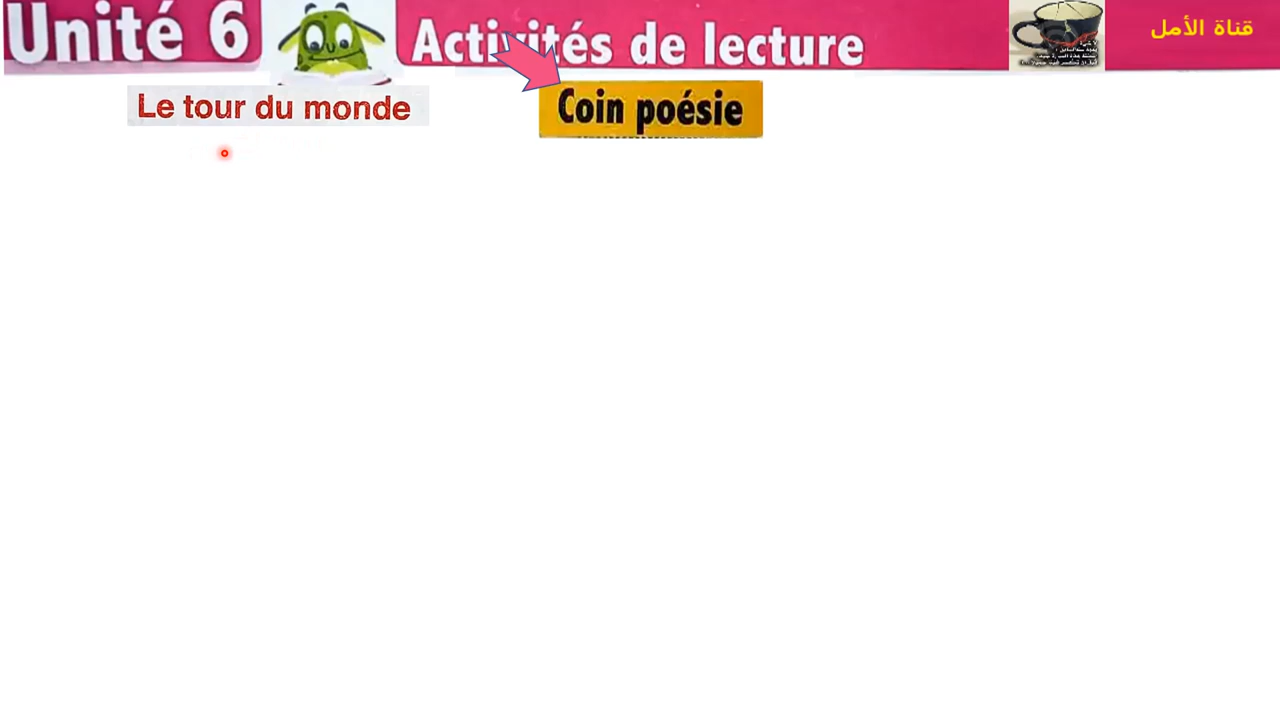 Unité 6
Activités de lecture
قناة الأمل
Le tour du monde
Coin poésie